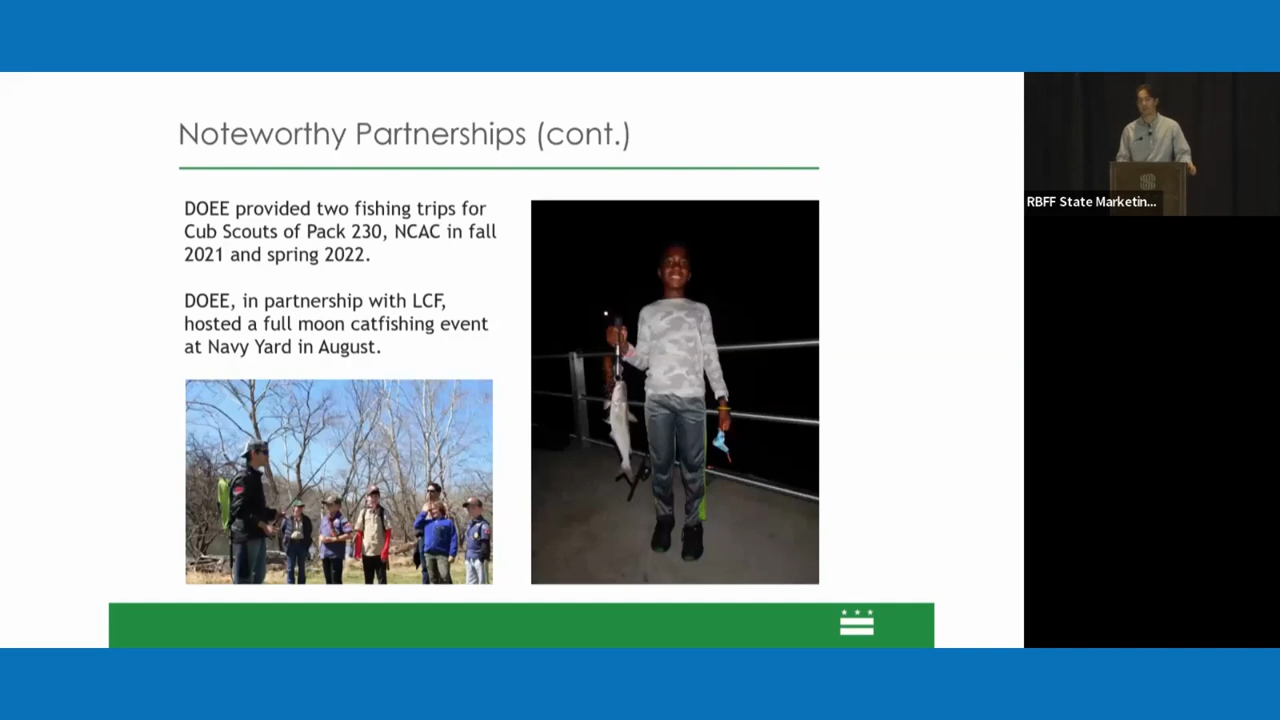 Noteworthy Partnerships (cont.)
DOEE provided two fishing trips for
Cub Scouts of Pack 230, NCAC in fall
2021 and spring 2022.
DOEE, in partnership with LCF,
hosted a full moon catfishing event
at Navy Yard in August.
RBFF State Marketin...